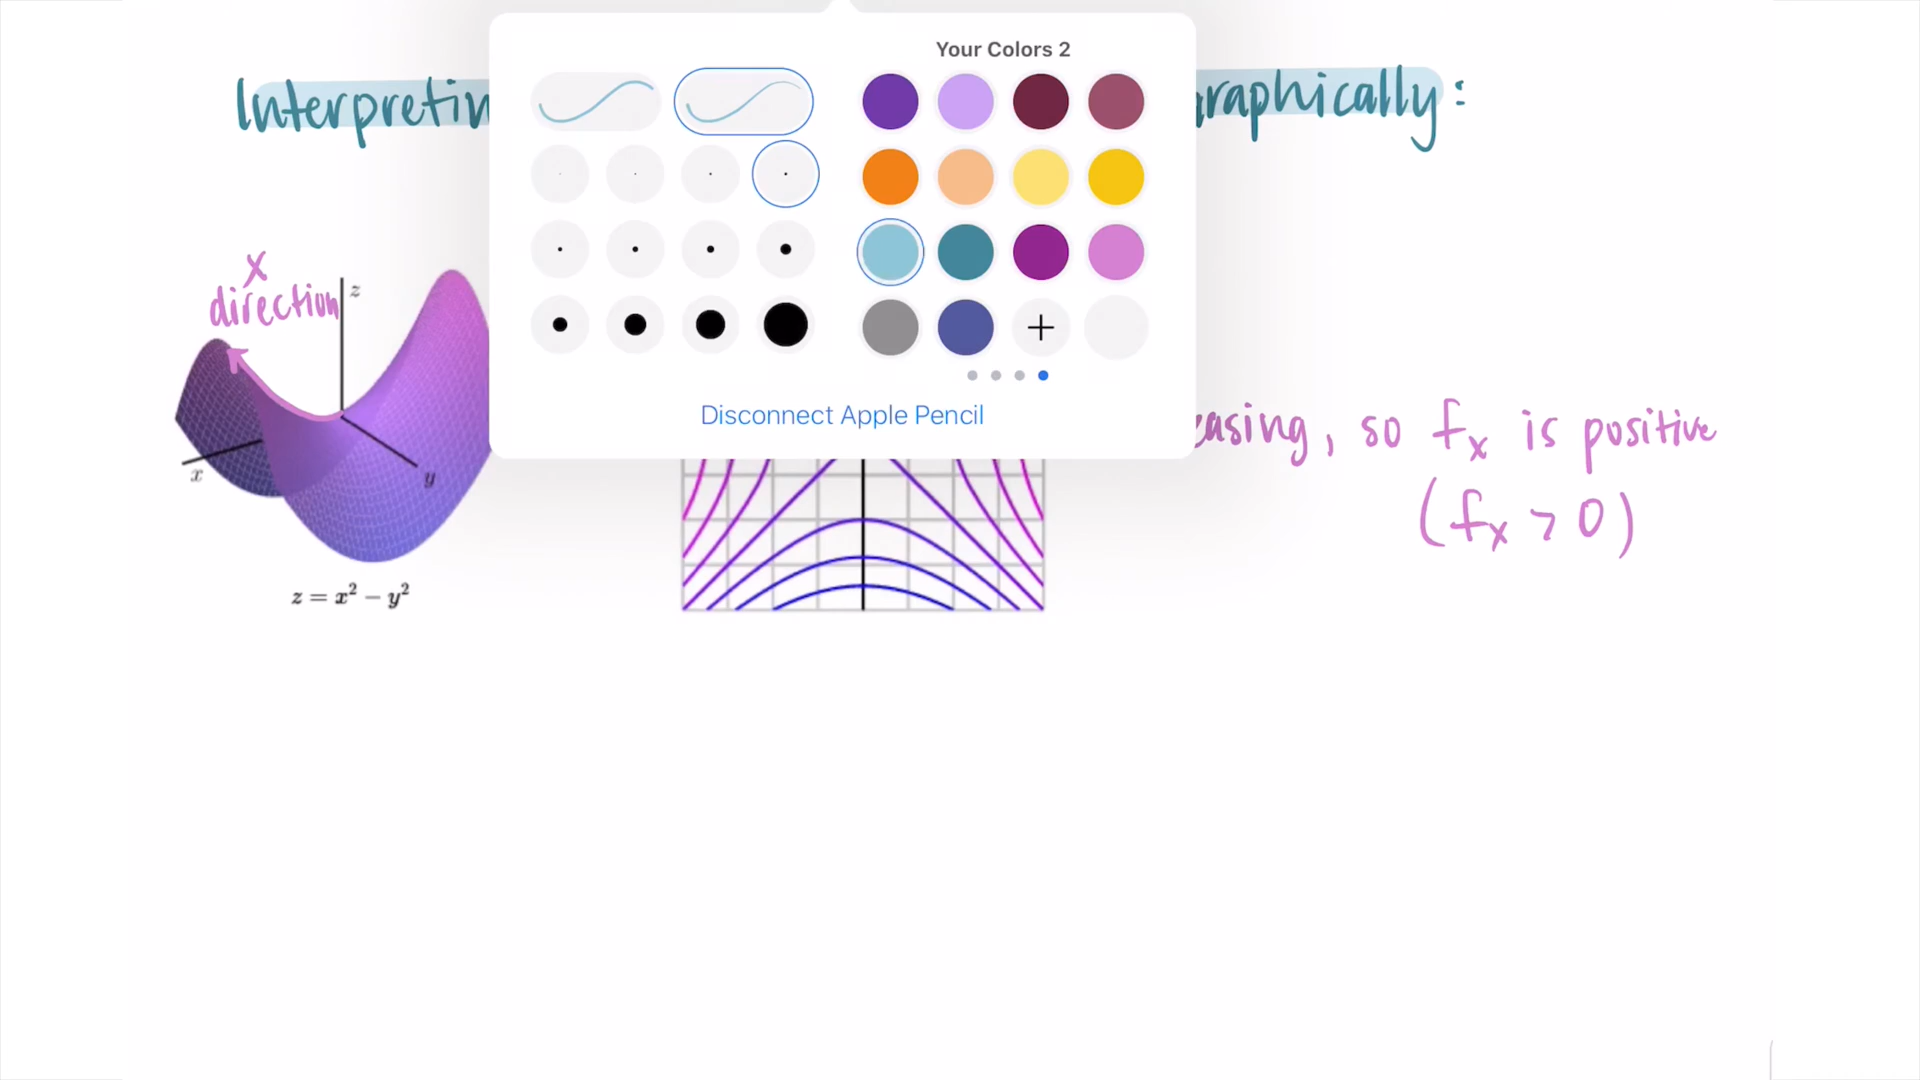 Your Colors 2
Interpretin raphically:
x
direction
z
x
y
z = x² − y²
Disconnect Apple Pencil
easing, so fₓ is positive
(fₓ > 0)